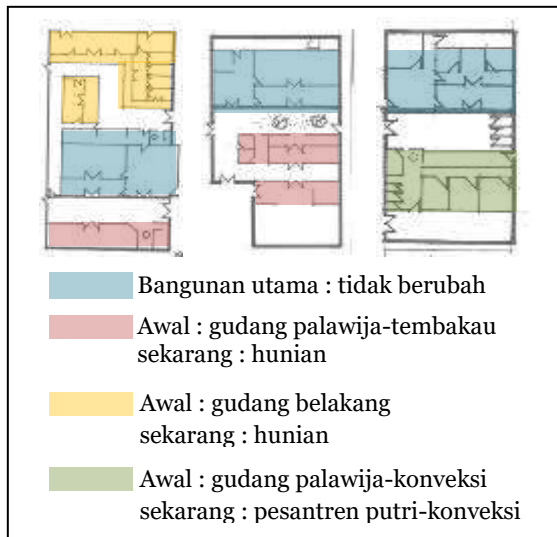 Bangunan utama : tidak berubah
Awal : gudang palawija-tembakau
sekarang : hunian
Awal : gudang belakang
sekarang : hunian
Awal : gudang palawija-konveksi
sekarang : pesantren putri-konveksi